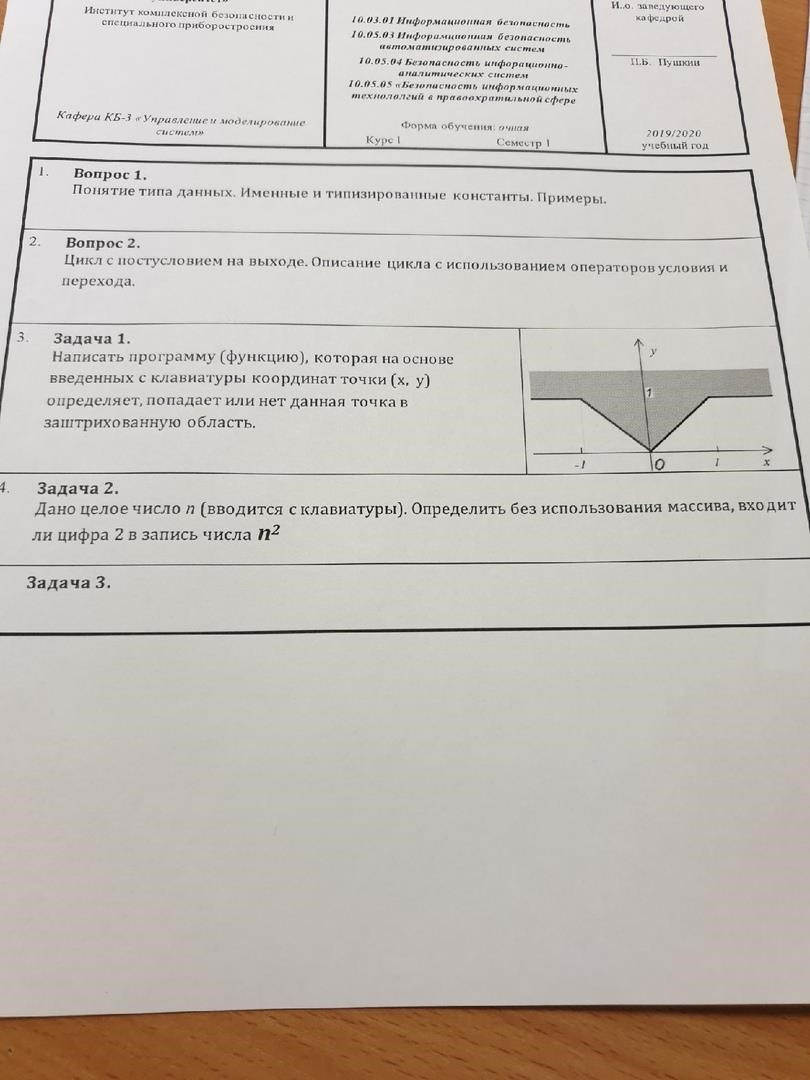 Институт комплексной безопасности и
специального приборостроения
Кафера КБ-3 «Управление и моделирование
систем»
10.03.01 Информационная безопасность
10.05.03 Инфорамционная безопасность
автоматизированных систем
10.05.04 Безопасность инфорационно-
аналитических систем
10.05.05 «Безопасность информационных
технололгий в правоохратильной сфере
Форма обучения: очная
Курс 1 Семестр 1
И..о. заведующего
кафедрой
П.Б. Пушкин
2019/2020
учебный год
1. Вопрос 1.
Понятие типа данных. Именные и типизированные константы. Примеры.
2. Вопрос 2.
Цикл с постусловием на выходе. Описание цикла с использованием операторов условия и
перехода.
3. Задача 1.
Написать программу (функцию), которая на основе
введенных с клавиатуры координат точки (x, y)
определяет, попадает или нет данная точка в
заштрихованную область.
y
1
-1 0 1 x
4. Задача 2.
Дано целое число n (вводится с клавиатуры). Определить без использования массива, входит
ли цифра 2 в запись числа n²
Задача 3.